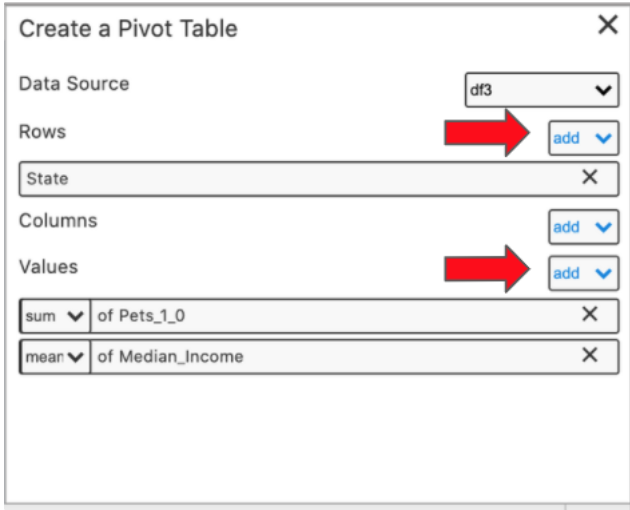 Create a Pivot Table
Data Source df3
Rows add
State
Columns add
Values add
sum of Pets_1_0
mean of Median_Income